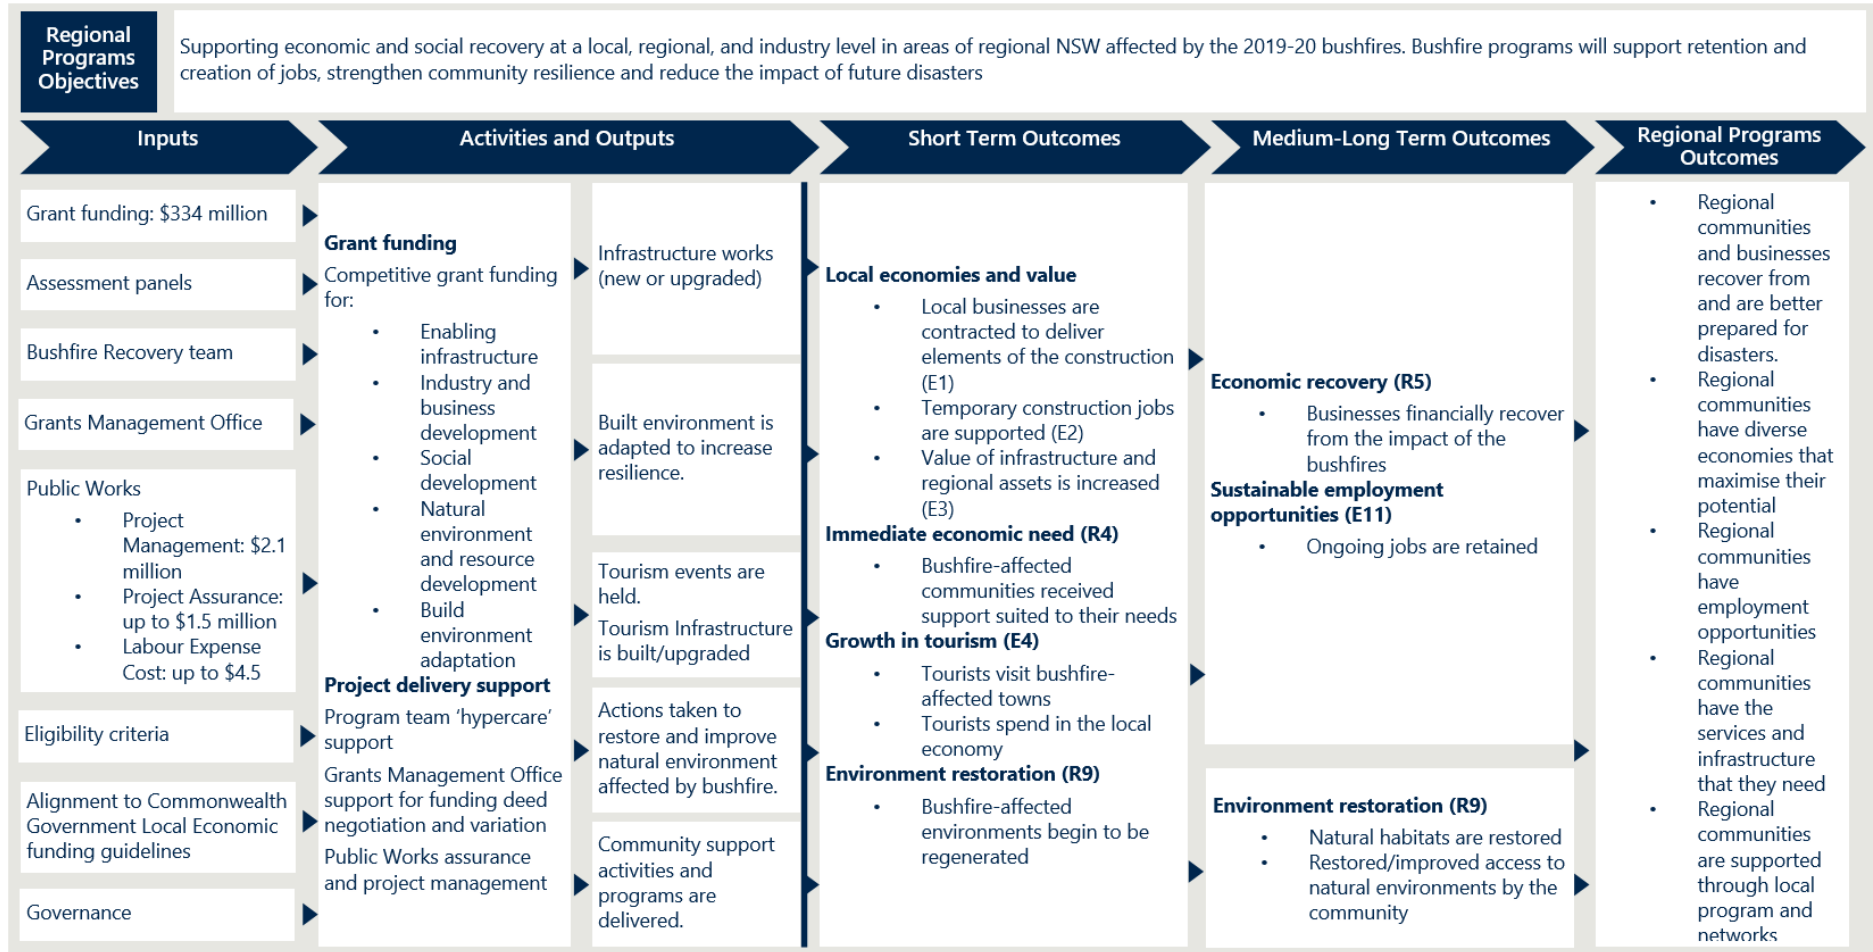 Regional
Programs
Objectives
Supporting economic and social recovery at a local, regional, and industry level in areas of regional NSW affected by the 2019-20 bushfires. Bushfire programs will support retention and
creation of jobs, strengthen community resilience and reduce the impact of future disasters
Inputs
Activities and Outputs
Short Term Outcomes
Medium-Long Term Outcomes
Regional Programs
Outcomes
Grant funding: $334 million
Assessment panels
Bushfire Recovery team
Grants Management Office
Public Works
• Project
Management: $2.1
million
• Project Assurance:
up to $1.5 million
• Labour Expense
Cost: up to $4.5
Eligibility criteria
Alignment to Commonwealth
Government Local Economic
funding guidelines
Governance
Grant funding
Competitive grant funding
for:
• Enabling
infrastructure
• Industry and
business
development
• Social
development
• Natural
environment
and resource
development
• Build
environment
adaptation
Project delivery support
Program team ‘hypercare’
support
Grants Management Office
support for funding deed
negotiation and variation
Public Works assurance
and project management
Infrastructure works
(new or upgraded)
Built environment is
adapted to increase
resilience.
Tourism events are
held.
Tourism Infrastructure
is built/upgraded
Actions taken to
restore and improve
natural environment
affected by bushfire.
Community support
activities and
programs are
delivered.
Local economies and value
• Local businesses are
contracted to deliver
elements of the construction
(E1)
• Temporary construction jobs
are supported (E2)
• Value of infrastructure and
regional assets is increased
(E3)
Immediate economic need (R4)
• Bushfire-affected
communities received
support suited to their needs
Growth in tourism (E4)
• Tourists visit bushfire-
affected towns
• Tourists spend in the local
economy
Environment restoration (R9)
• Bushfire-affected
environments begin to be
regenerated
Economic recovery (R5)
• Businesses financially recover
from the impact of the
bushfires
Sustainable employment
opportunities (E11)
• Ongoing jobs are retained
Environment restoration (R9)
• Natural habitats are restored
• Restored/improved access to
natural environments by the
community
• Regional
communities
and businesses
recover from
and are better
prepared for
disasters.
• Regional
communities
have diverse
economies that
maximise their
potential
• Regional
communities
have
employment
opportunities
• Regional
communities
have the
services and
infrastructure
that they need
• Regional
communities
are supported
through local
program and
networks